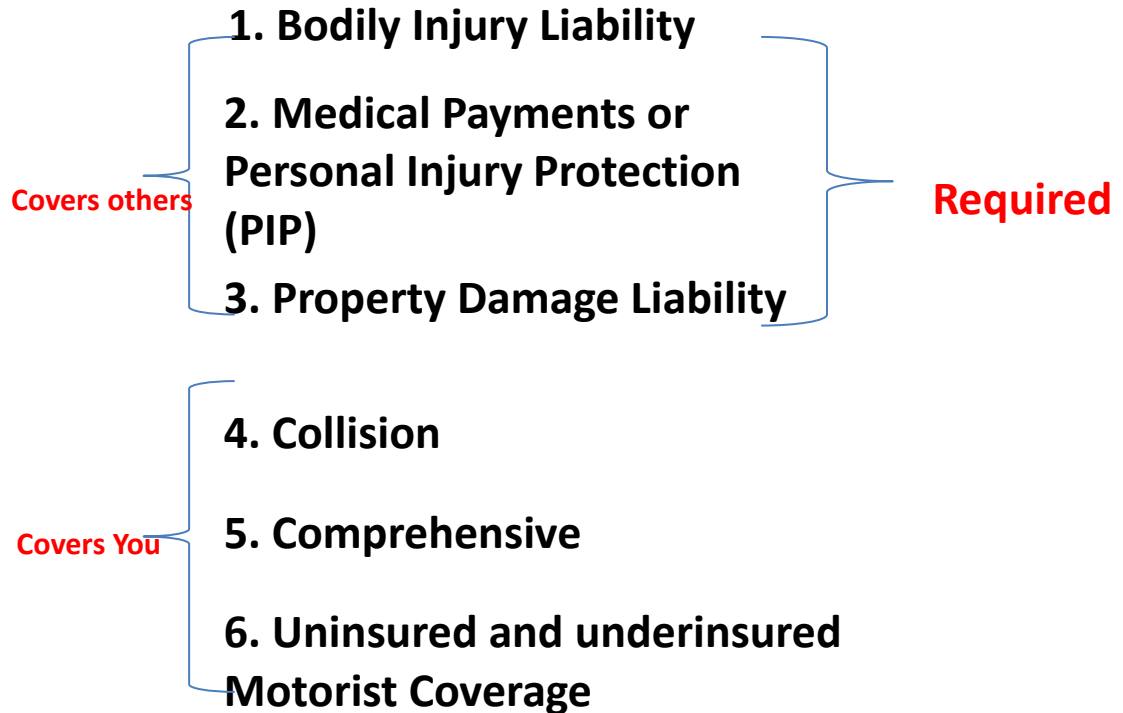 1. Bodily Injury Liability
2. Medical Payments or
Personal Injury Protection
(PIP)
3. Property Damage Liability
Covers others
Required
4. Collision
5. Comprehensive
6. Uninsured and underinsured
Motorist Coverage
Covers You